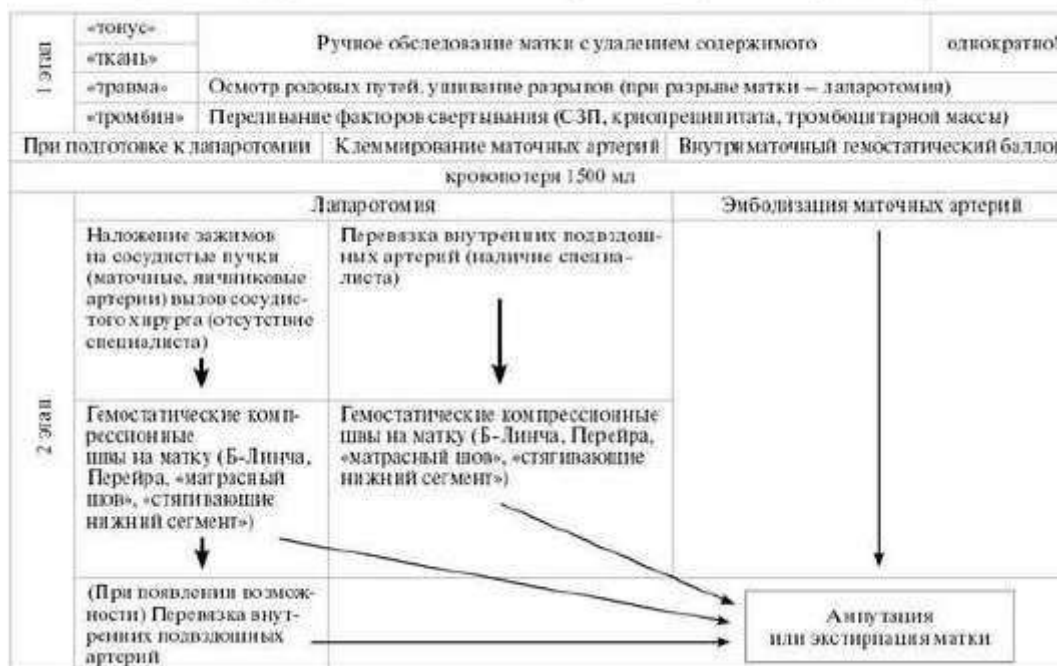 1 этап
«тонус»
«ткань»
Ручное обследование матки с удалением содержимого
однократно!
«травма»
Осмотр родовых путей, ушивание разрывов (при разрыве матки – лапаротомия)
«тромбин»
Переливание факторов свертывания (СЗП, криопреципитата, тромбоцитарной массы)
При подготовке к лапаротомии
Клеммирование маточных артерий
Внутриматочный гемостатический баллон
кровопотеря 1500 мл
2 этап
Лапаротомия
Эмболизация маточных артерий
Наложение зажимов
на сосудистые пучки
(маточные, яичниковые
артерии) вызов сосудис-
того хирурга (отсутствие
специалиста)
Перевязка внутренних подвздош-
ных артерий (наличие специа-
листа)
Гемостатические ком-
прессионные
швы на матку (Б-Линча,
Перейра, «матрасный
шов», «стягивающие
нижний сегмент»)
Гемостатические компрессионные
швы на матку (Б-Линча, Перейра,
«матрасный шов», «стягивающие
нижний сегмент»)
(При появлении возмож-
ности) Перевязка внут-
ренних подвздошных
артерий
Ампутация
или экстирпация матки